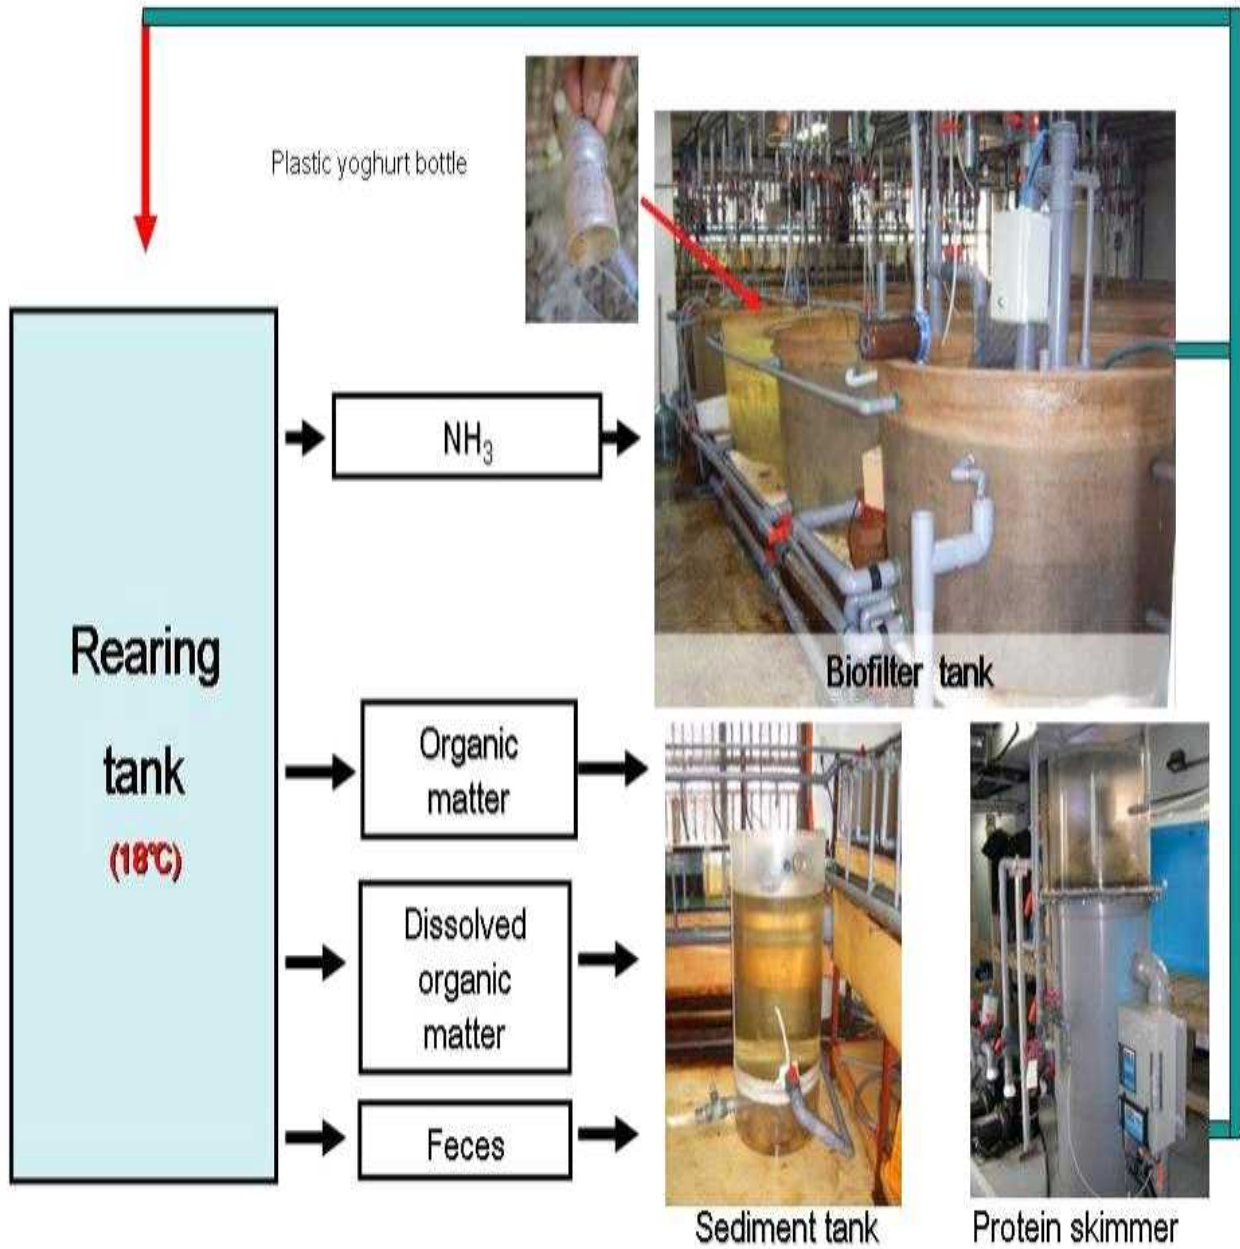 Plastic yoghurt bottle
NH₃
Biofilter tank
Rearing
tank
(18℃)
Organic
matter
Dissolved
organic
matter
Feces
Sediment tank
Protein skimmer